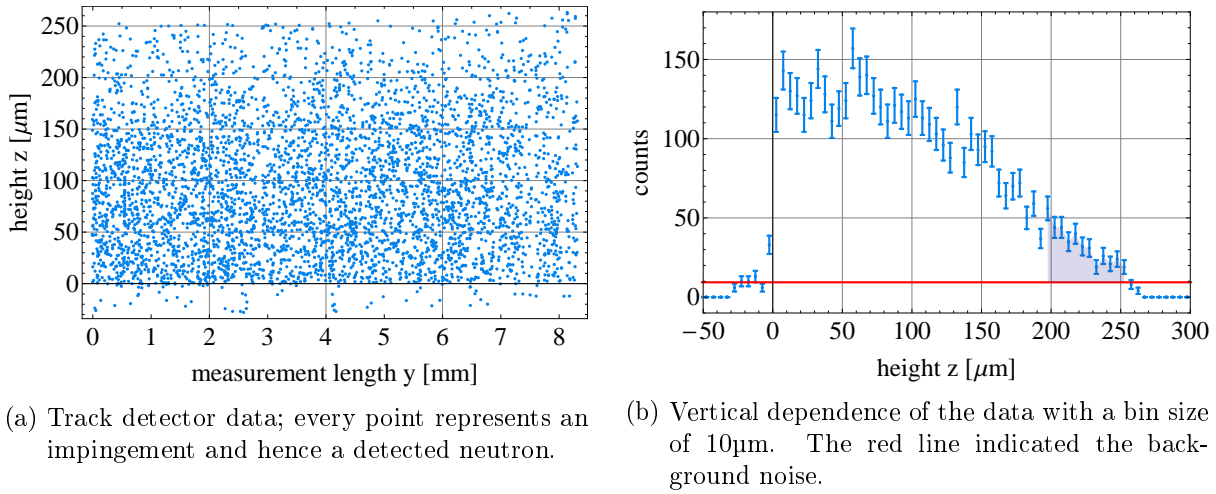 250
200
150
100
50
0
height z [μm]
0 1 2 3 4 5 6 7 8
measurement length y [mm]
150
100
50
0
counts
−50 0 50 100 150 200 250 300
height z [μm]
(a) Track detector data; every point represents an
impingement and hence a detected neutron.
(b) Vertical dependence of the data with a bin size
of 10µm. The red line indicated the back-
ground noise.